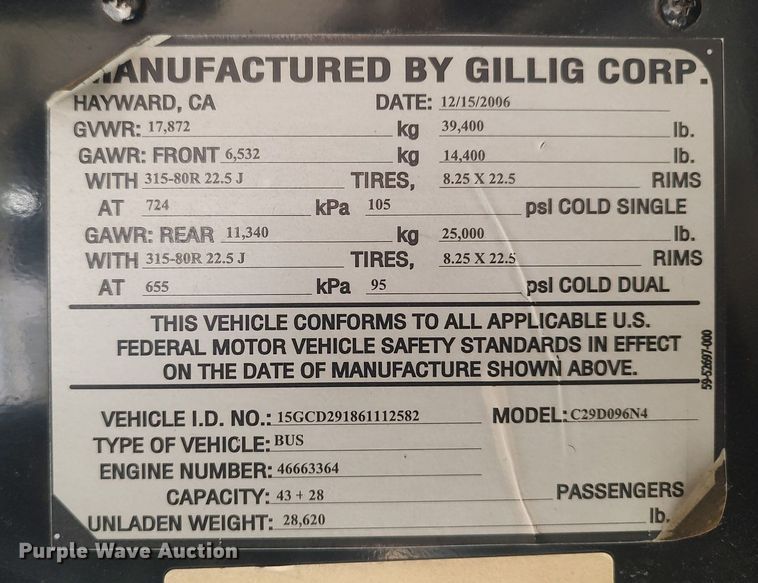 MANUFACTURED BY GILLIG CORP.
HAYWARD, CA DATE: 12/15/2006
GVWR: 17,872 kg 39,400 lb.
GAWR: FRONT 6,532 kg 14,400 lb.
WITH 315-80R 22.5 J TIRES, 8.25 X 22.5 RIMS
AT 724 kPa 105 psi COLD SINGLE
GAWR: REAR 11,340 kg 25,000 lb.
WITH 315-80R 22.5 J TIRES, 8.25 X 22.5 RIMS
AT 655 kPa 95 psi COLD DUAL
THIS VEHICLE CONFORMS TO ALL APPLICABLE U.S.
FEDERAL MOTOR VEHICLE SAFETY STANDARDS IN EFFECT
ON THE DATE OF MANUFACTURE SHOWN ABOVE.
59-52697-000
VEHICLE I.D. NO.: 15GCD291861112582 MODEL: C29D096N4
TYPE OF VEHICLE: BUS
ENGINE NUMBER: 46663364
CAPACITY: 43 + 28 PASSENGERS
UNLADEN WEIGHT: 28,620 lb.
Purple Wave Auction